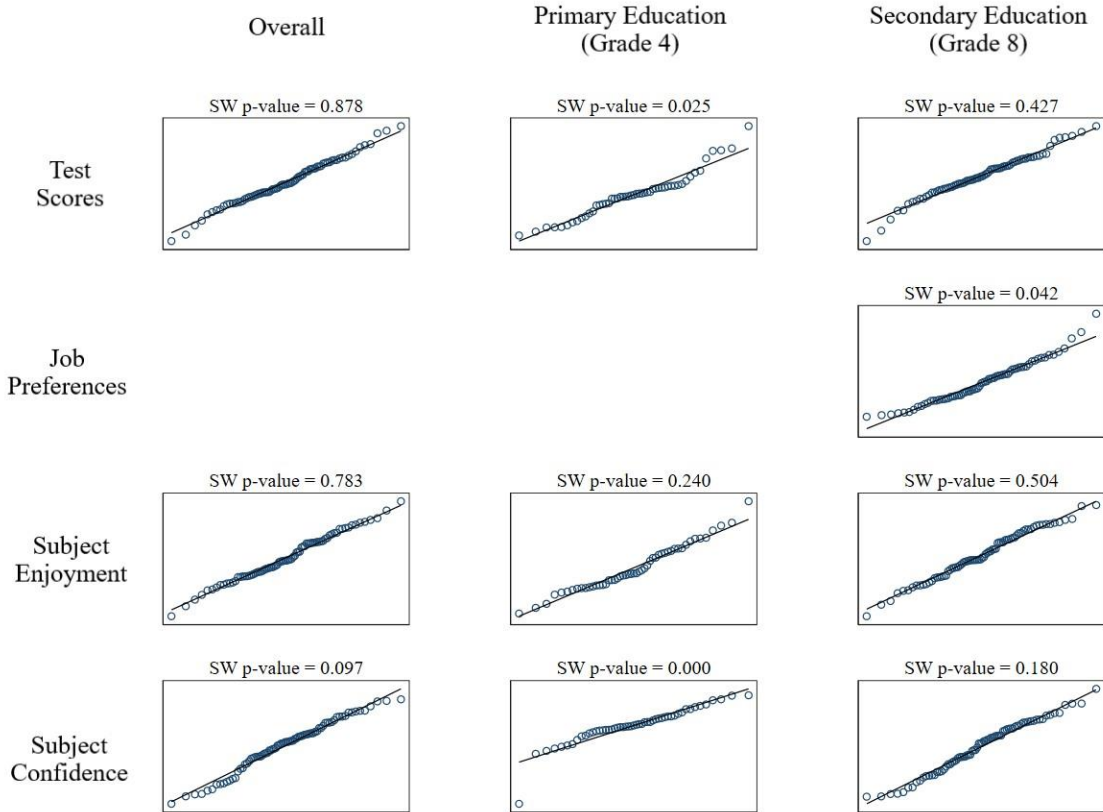 Overall
Primary Education
(Grade 4)
Secondary Education
(Grade 8)
Test
Scores
SW p-value = 0.878
SW p-value = 0.025
SW p-value = 0.427
Job
Preferences
SW p-value = 0.042
Subject
Enjoyment
SW p-value = 0.783
SW p-value = 0.240
SW p-value = 0.504
Subject
Confidence
SW p-value = 0.097
SW p-value = 0.000
SW p-value = 0.180